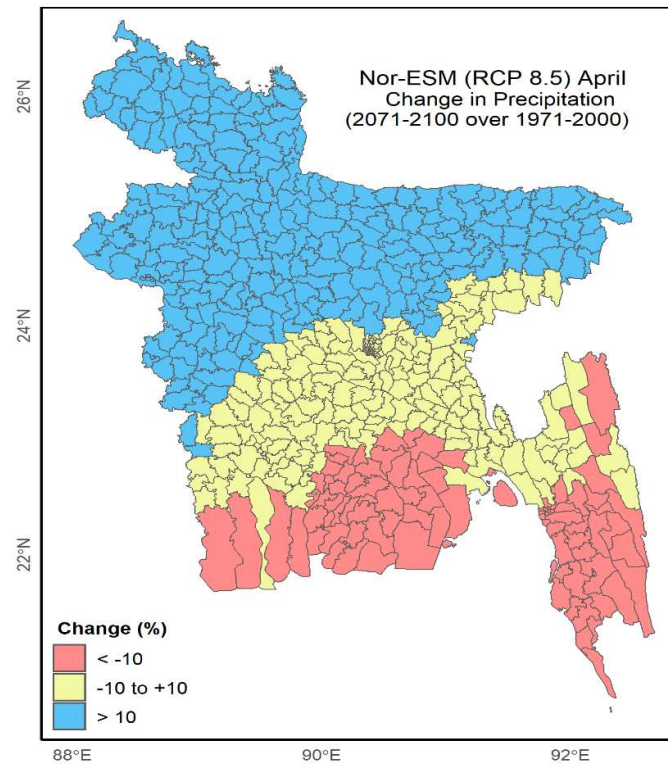 Nor-ESM (RCP 8.5) April
Change in Precipitation
(2071-2100 over 1971-2000)
26°N
24°N
22°N
Change (%)
< -10
-10 to +10
> 10
88°E
90°E
92°E